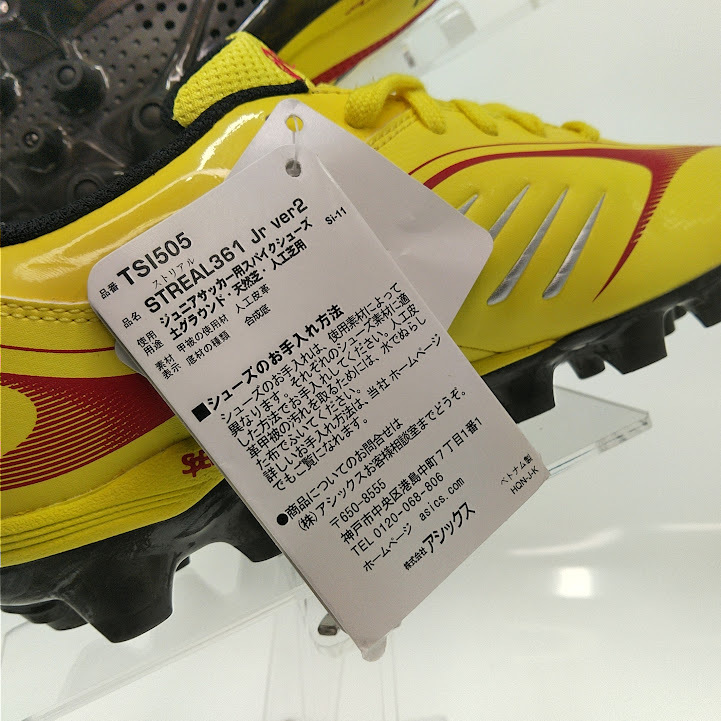 品番 TSI505
ストリアル
品名 STREAL361 Jr ver2
Si-11
使用用途 ジュニアサッカー用スパイクシューズ
土グラウンド・天然芝・人工芝用
素材表示 甲被の使用材 人工皮革
底材の種類 合成底
■シューズのお手入れ方法
シューズのお手入れは、使用素材によって
異なります。それぞれのシューズ素材に適
した方法でお手入れしてください。人工皮
革甲被の汚れを取るためには、水でぬらし
た布でふいてください。
詳しいお手入れ方法は、当社 ホームページ
でもご覧になれます。
●商品についてのお問合せは
(株)アシックスお客様相談室までどうぞ。
〒650-8555
神戸市中央区港島中町7丁目1番1
TEL 0120-068-806
ホームページ asics.com
株式会社 アシックス
ベトナム製
HQN-J-K